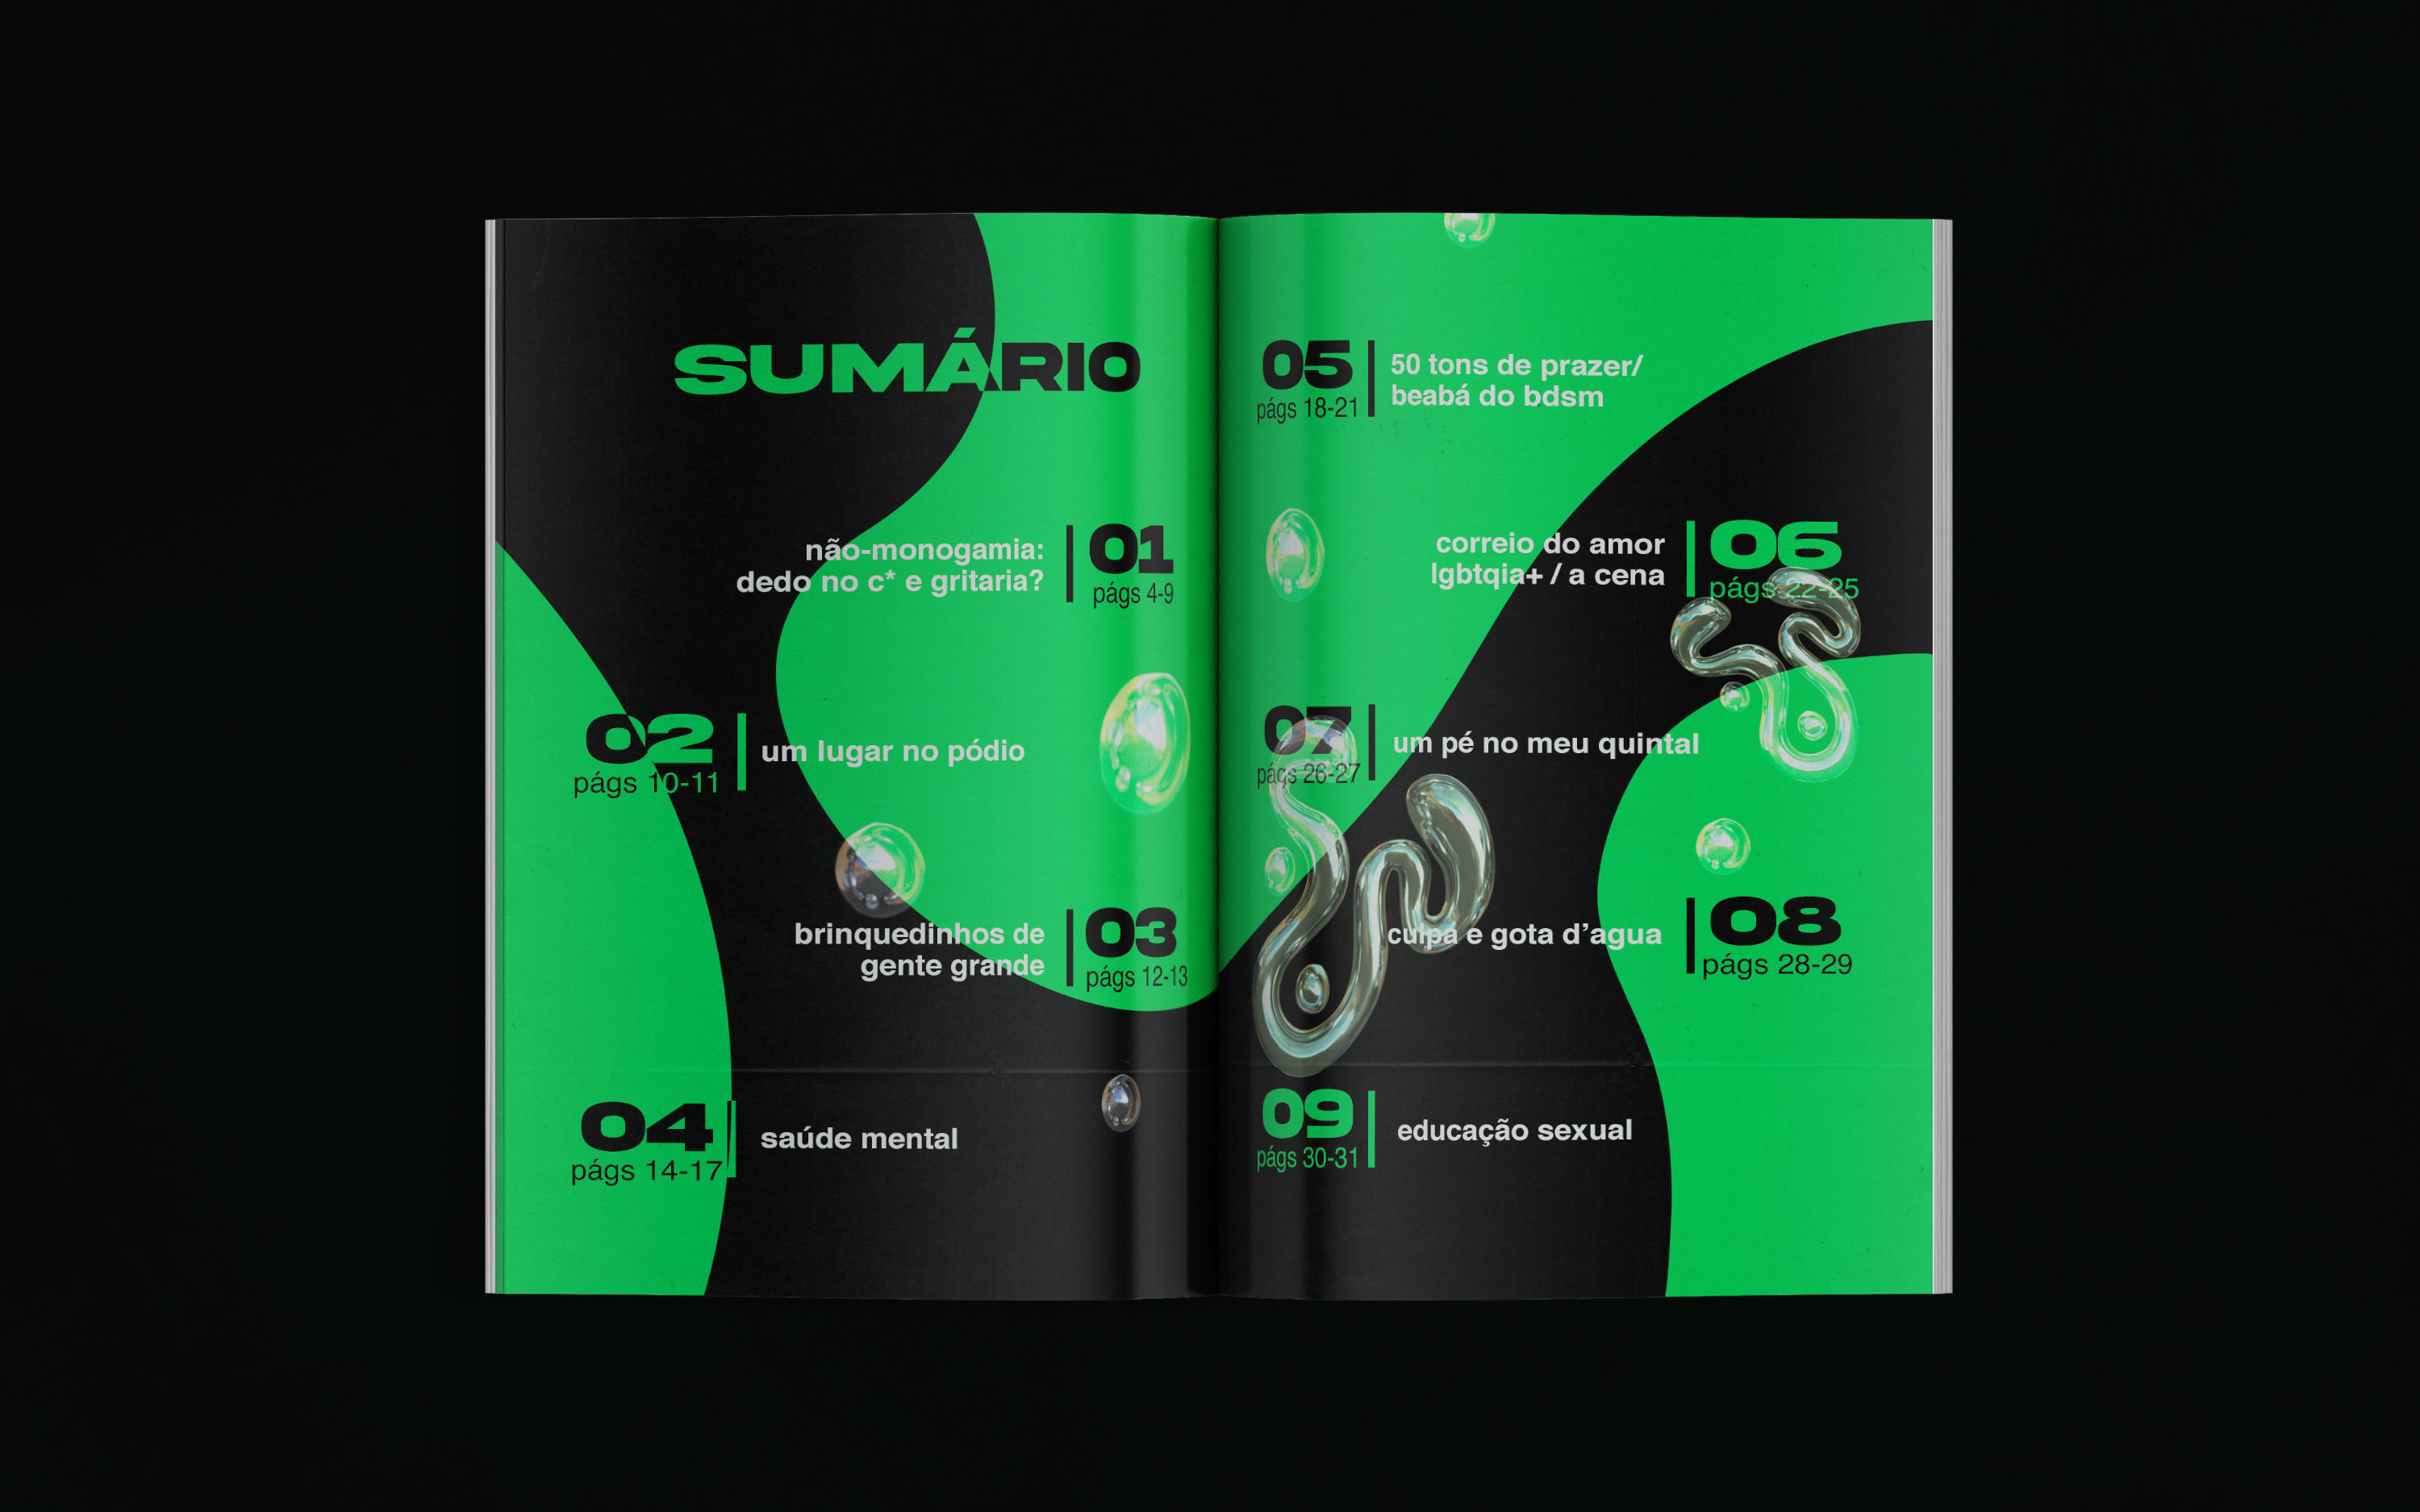 SUMÁRIO
não-monogamia:
dedo no c* e gritaria?
01
págs 4-9
02
págs 10-11
um lugar no pódio
brinquedinhos de
gente grande
03
págs 12-13
04
págs 14-17
saúde mental
05
págs 18-21
50 tons de prazer/
beabá do bdsm
correio do amor
lgbtqia+ / a cena
06
págs 22-25
07
págs 26-27
um pé no meu quintal
culpa e gota d’agua
08
págs 28-29
09
págs 30-31
educação sexual